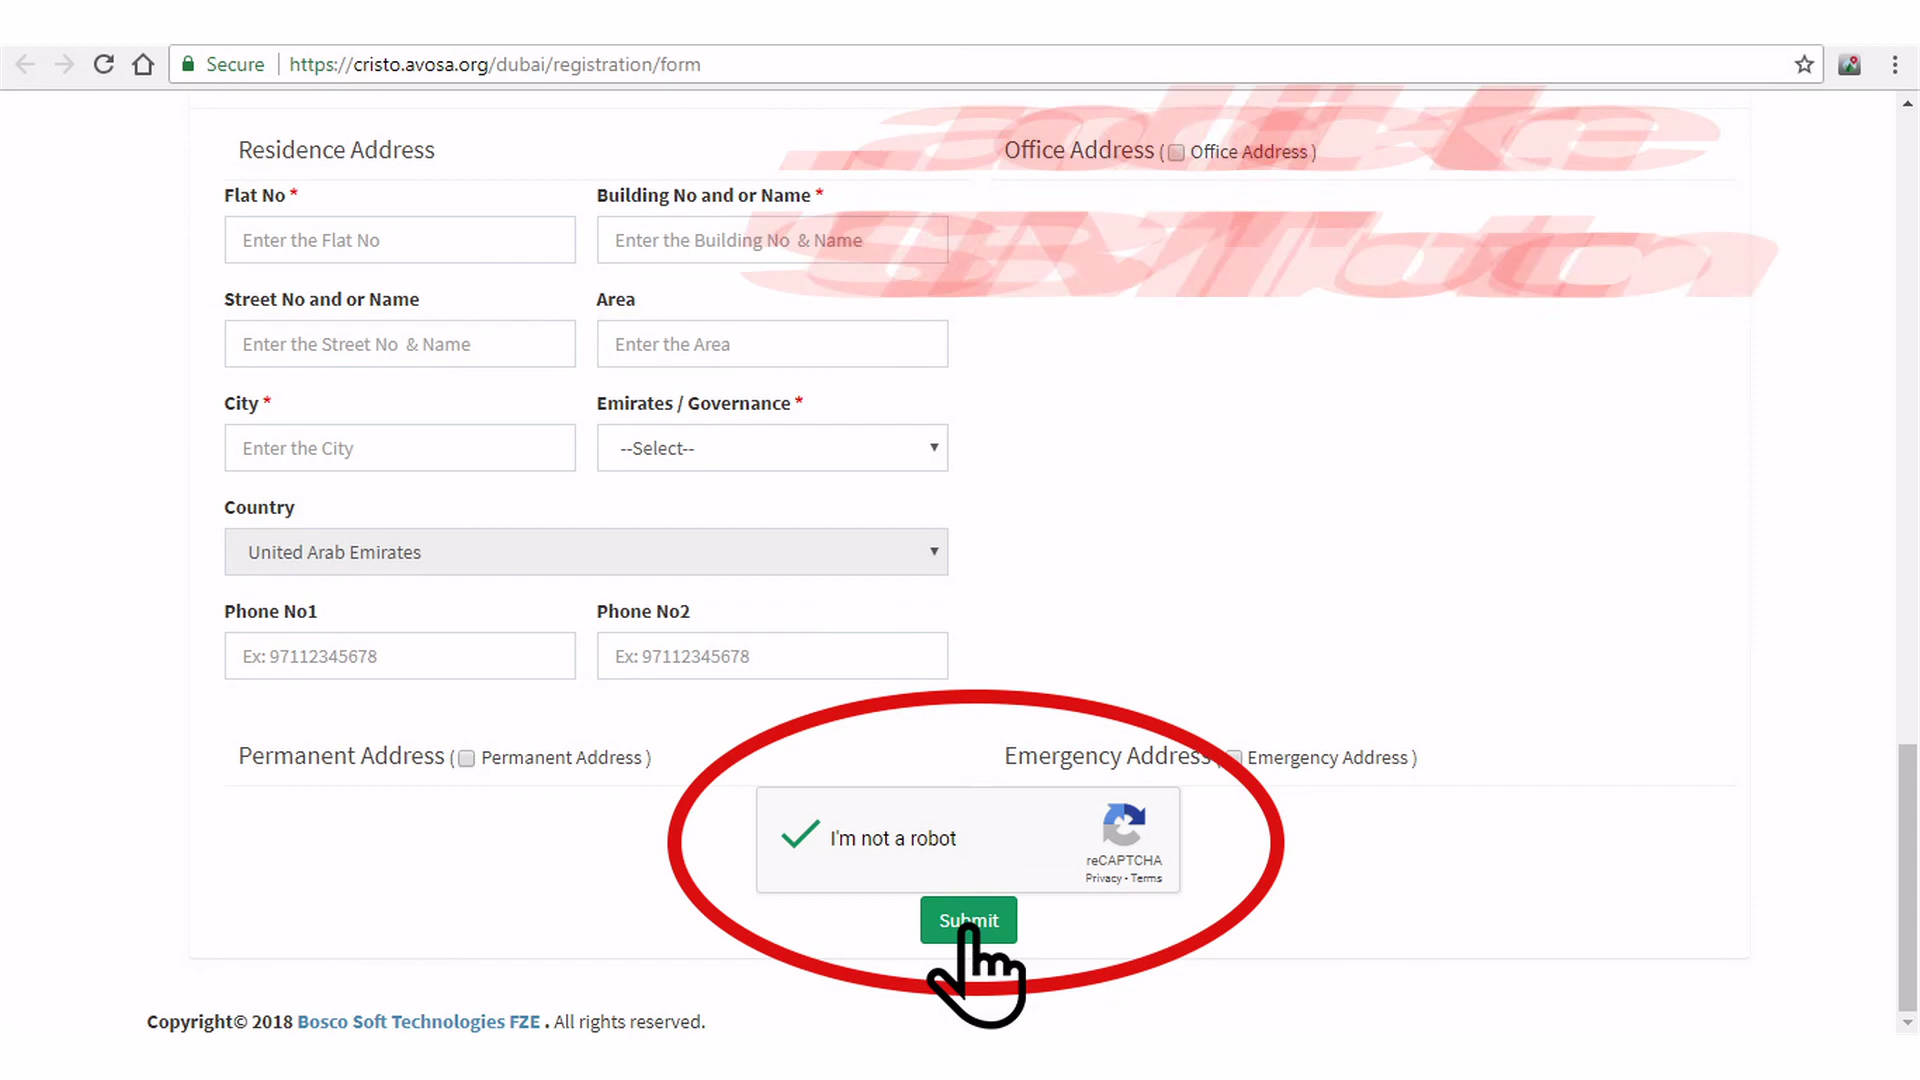 Secure https://cristo.avosa.org/dubai/registration/form
Residence Address
Office Address ( Office Address )
Flat No *
Building No and or Name *
Enter the Flat No
Enter the Building No & Name
Street No and or Name
Area
Enter the Street No & Name
Enter the Area
City *
Emirates / Governance *
Enter the City
--Select--
Country
United Arab Emirates
Phone No1
Phone No2
Ex: 97112345678
Ex: 97112345678
Permanent Address ( Permanent Address )
Emergency Address ( Emergency Address )
I'm not a robot
reCAPTCHA
Privacy - Terms
Submit
Copyright© 2018 Bosco Soft Technologies FZE . All rights reserved.